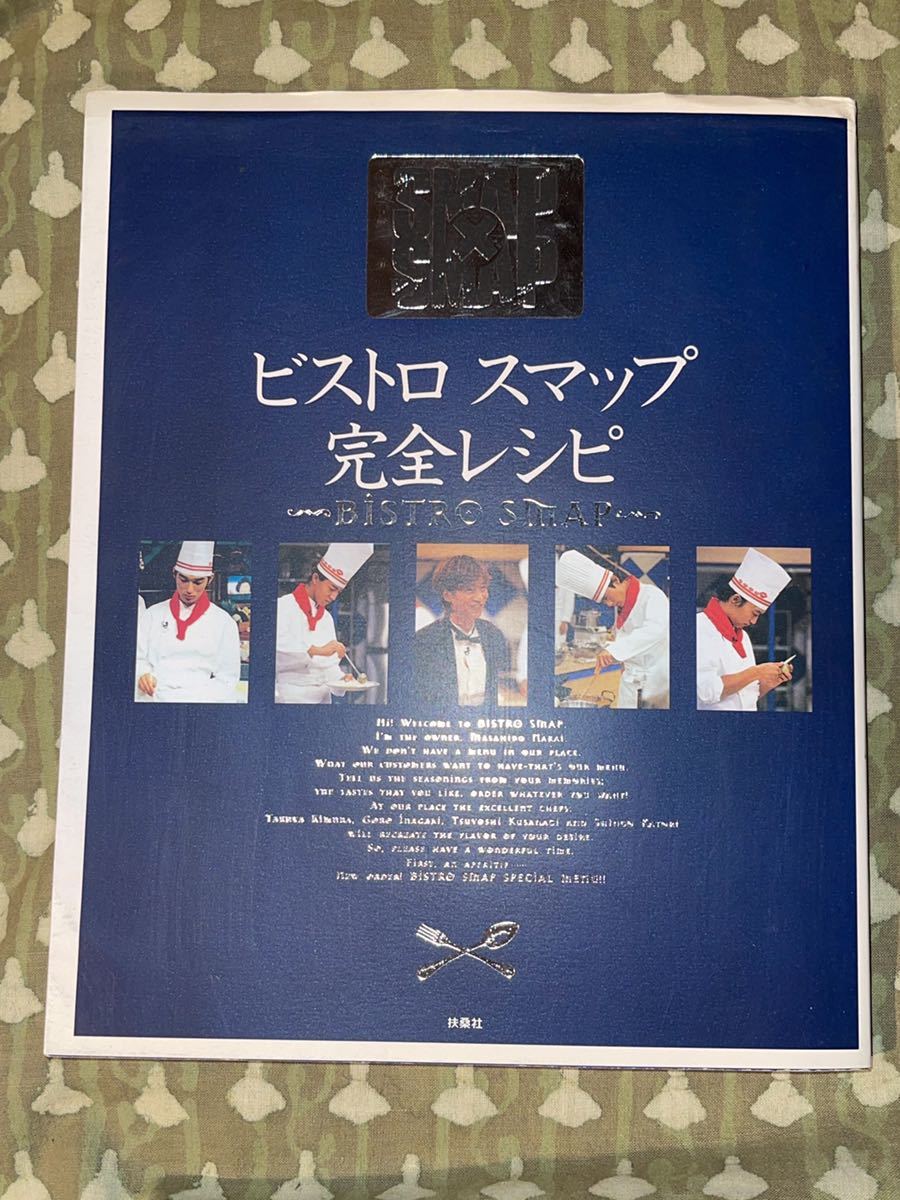 SMAP
×
SMAP
ビストロ スマップ
完全レシピ
BISTRO SMAP
Hi! Welcome to BISTRO SMAP.
I'm the owner, Masahiro Nakai.
We don't have a menu in our place.
What our customers want to have-that's our menu.
Tell us the seasonings from your memories;
the tastes that you like, order whatever you want!
At our place the excellent chefs;
Takuya Kimura, Goro Inagaki, Tsuyoshi Kusanagi and Shingo Katori
will recreate the flavor of your desire.
So, please have a wonderful time.
First, an aperitif……
BISTRO SMAP SPECIAL MENU!!
扶桑社